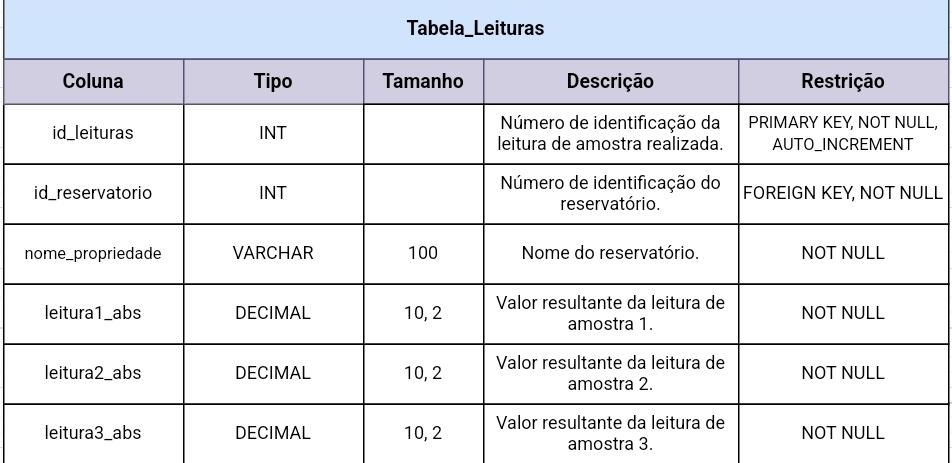 Tabela_Leituras
Coluna Tipo Tamanho Descrição Restrição
id_leituras INT Número de identificação da leitura de amostra realizada. PRIMARY KEY, NOT NULL, AUTO_INCREMENT
id_reservatorio INT Número de identificação do reservatório. FOREIGN KEY, NOT NULL
nome_propriedade VARCHAR 100 Nome do reservatório. NOT NULL
leitura1_abs DECIMAL 10, 2 Valor resultante da leitura de amostra 1. NOT NULL
leitura2_abs DECIMAL 10, 2 Valor resultante da leitura de amostra 2. NOT NULL
leitura3_abs DECIMAL 10, 2 Valor resultante da leitura de amostra 3. NOT NULL